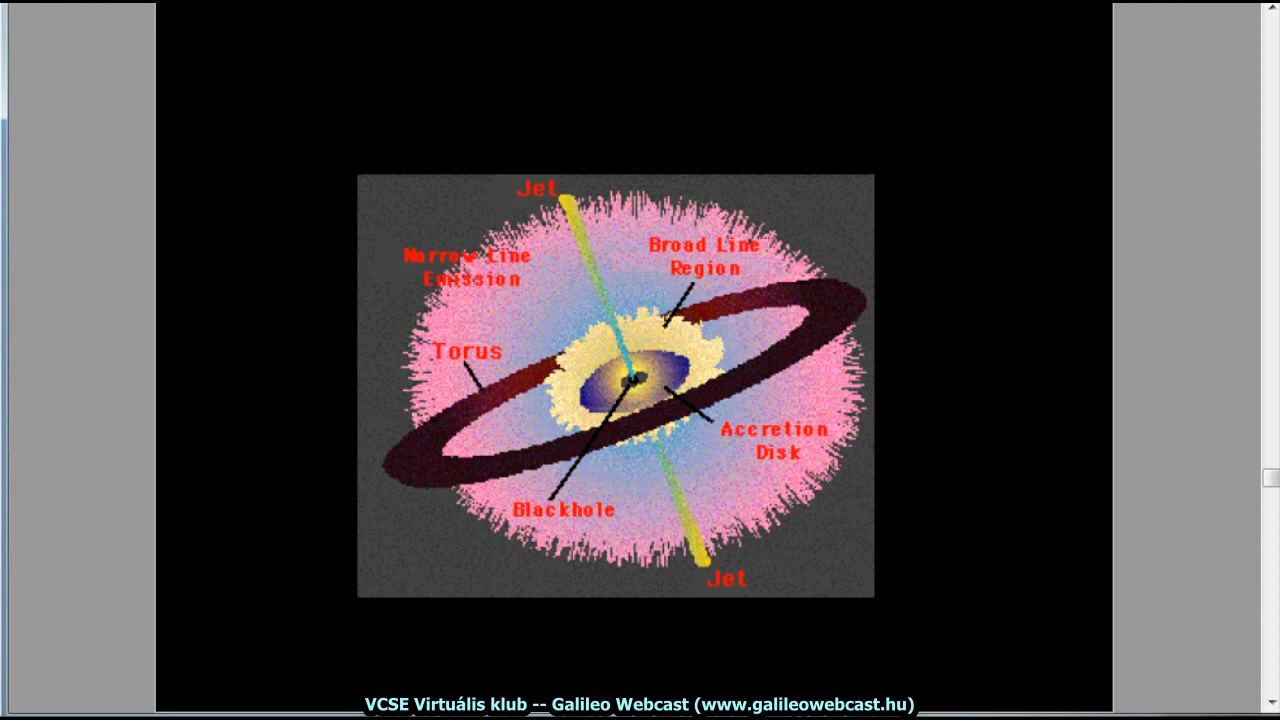 Jet
Narrow Line
Emission
Broad Line
Region
Torus
Accretion
Disk
Blackhole
Jet
VCSE Virtuális klub -- Galileo Webcast (www.galileowebcast.hu)